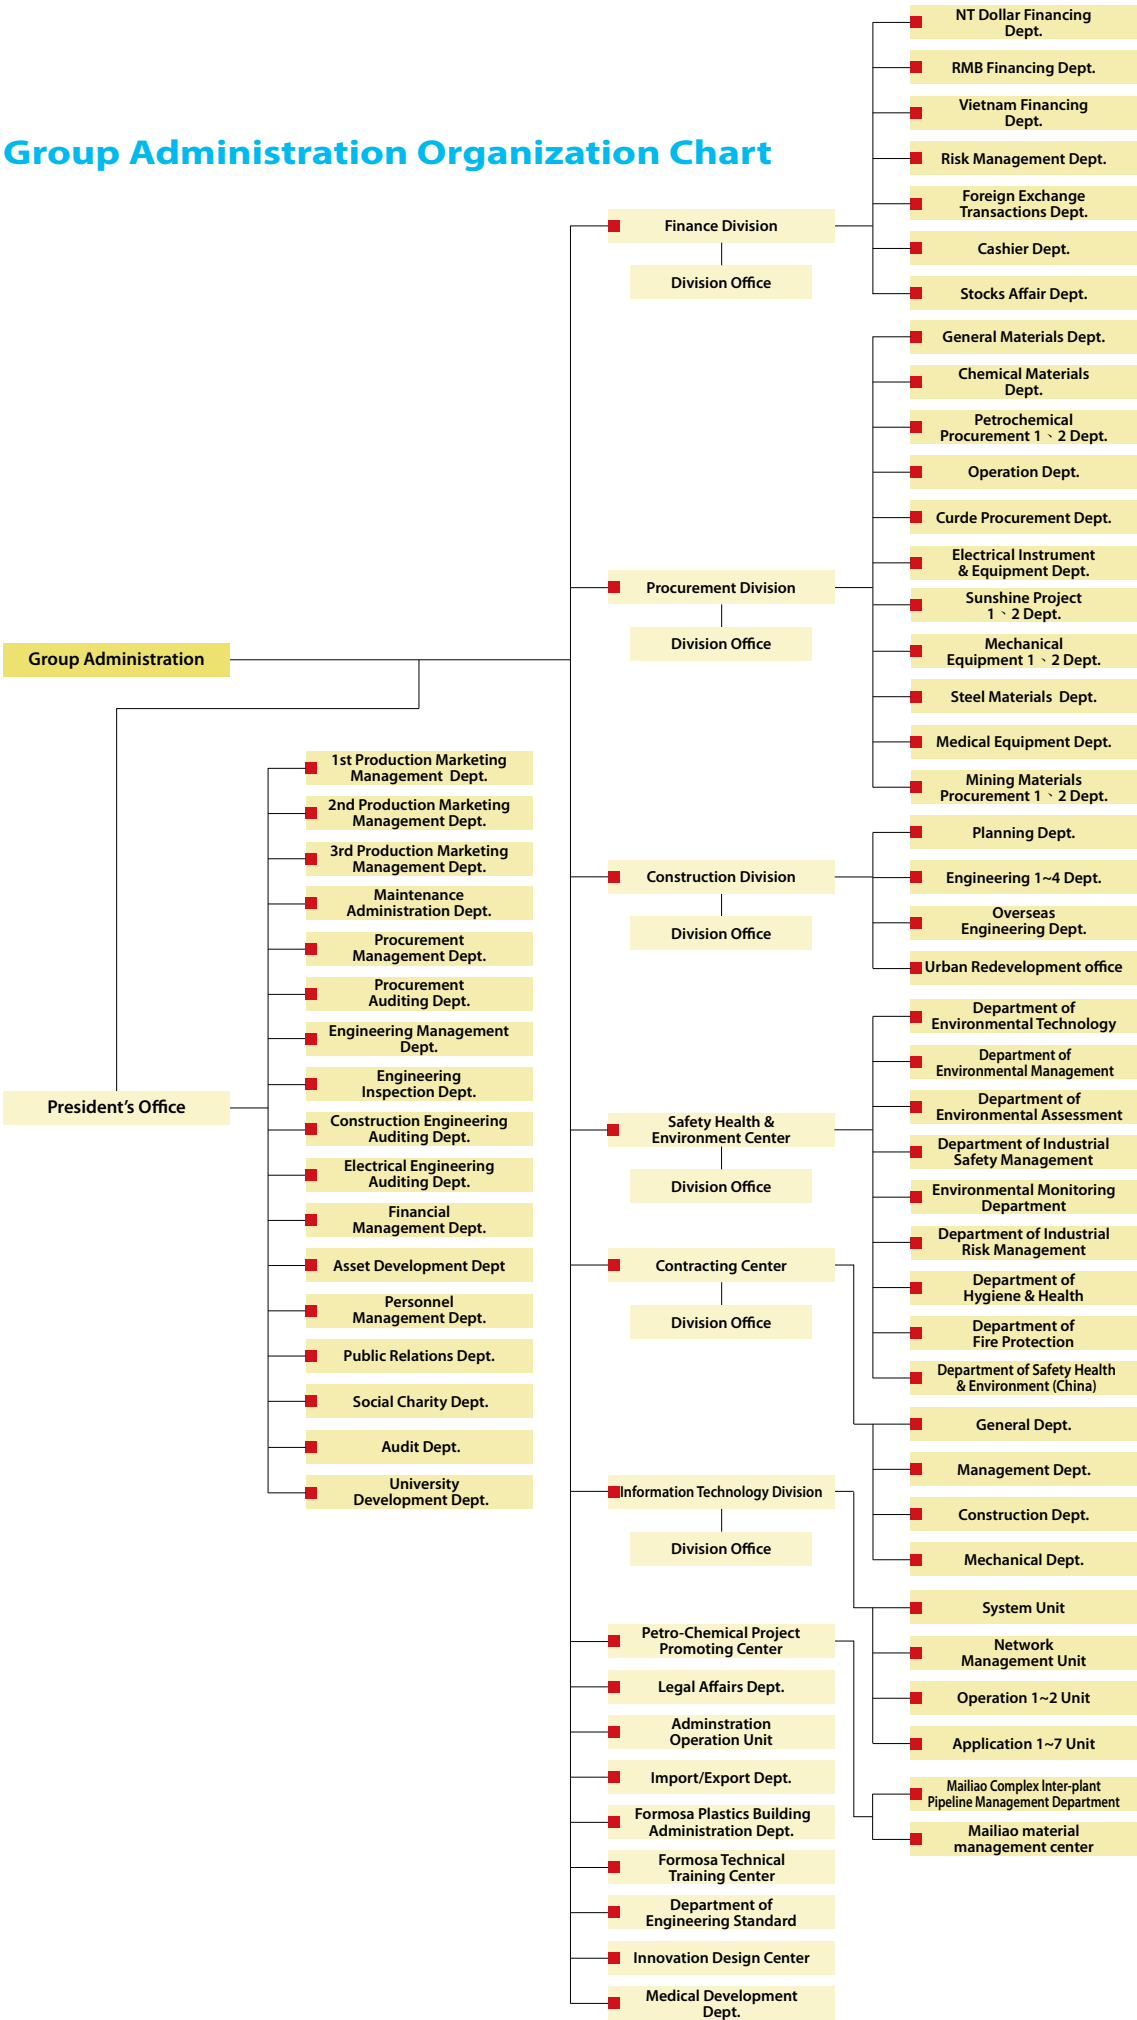 Group Administration Organization Chart
Group Administration
President’s Office
1st Production Marketing
Management Dept.
2nd Production Marketing
Management Dept.
3rd Production Marketing
Management Dept.
Maintenance
Administration Dept.
Procurement
Management Dept.
Procurement
Auditing Dept.
Engineering Management
Dept.
Engineering
Inspection Dept.
Construction Engineering
Auditing Dept.
Electrical Engineering
Auditing Dept.
Financial
Management Dept.
Asset Development Dept
Personnel
Management Dept.
Public Relations Dept.
Social Charity Dept.
Audit Dept.
University
Development Dept.
Finance Division
Division Office
NT Dollar Financing
Dept.
RMB Financing Dept.
Vietnam Financing
Dept.
Risk Management Dept.
Foreign Exchange
Transactions Dept.
Cashier Dept.
Stocks Affair Dept.
Procurement Division
Division Office
General Materials Dept.
Chemical Materials
Dept.
Petrochemical
Procurement 1、2 Dept.
Operation Dept.
Curde Procurement Dept.
Electrical Instrument
& Equipment Dept.
Sunshine Project
1、2 Dept.
Mechanical
Equipment 1、2 Dept.
Steel Materials Dept.
Medical Equipment Dept.
Mining Materials
Procurement 1、2 Dept.
Construction Division
Division Office
Planning Dept.
Engineering 1~4 Dept.
Overseas
Engineering Dept.
Urban Redevelopment office
Safety Health &
Environment Center
Division Office
Department of
Environmental Technology
Department of
Environmental Management
Department of
Environmental Assessment
Department of Industrial
Safety Management
Environmental Monitoring
Department
Department of Industrial
Risk Management
Department of
Hygiene & Health
Department of
Fire Protection
Department of Safety Health
& Environment (China)
Contracting Center
Division Office
General Dept.
Management Dept.
Construction Dept.
Mechanical Dept.
Information Technology Division
Division Office
System Unit
Network
Management Unit
Operation 1~2 Unit
Application 1~7 Unit
Petro-Chemical Project
Promoting Center
Mailiao Complex Inter-plant
Pipeline Management Department
Mailiao material
management center
Legal Affairs Dept.
Adminstration
Operation Unit
Import/Export Dept.
Formosa Plastics Building
Administration Dept.
Formosa Technical
Training Center
Department of
Engineering Standard
Innovation Design Center
Medical Development
Dept.